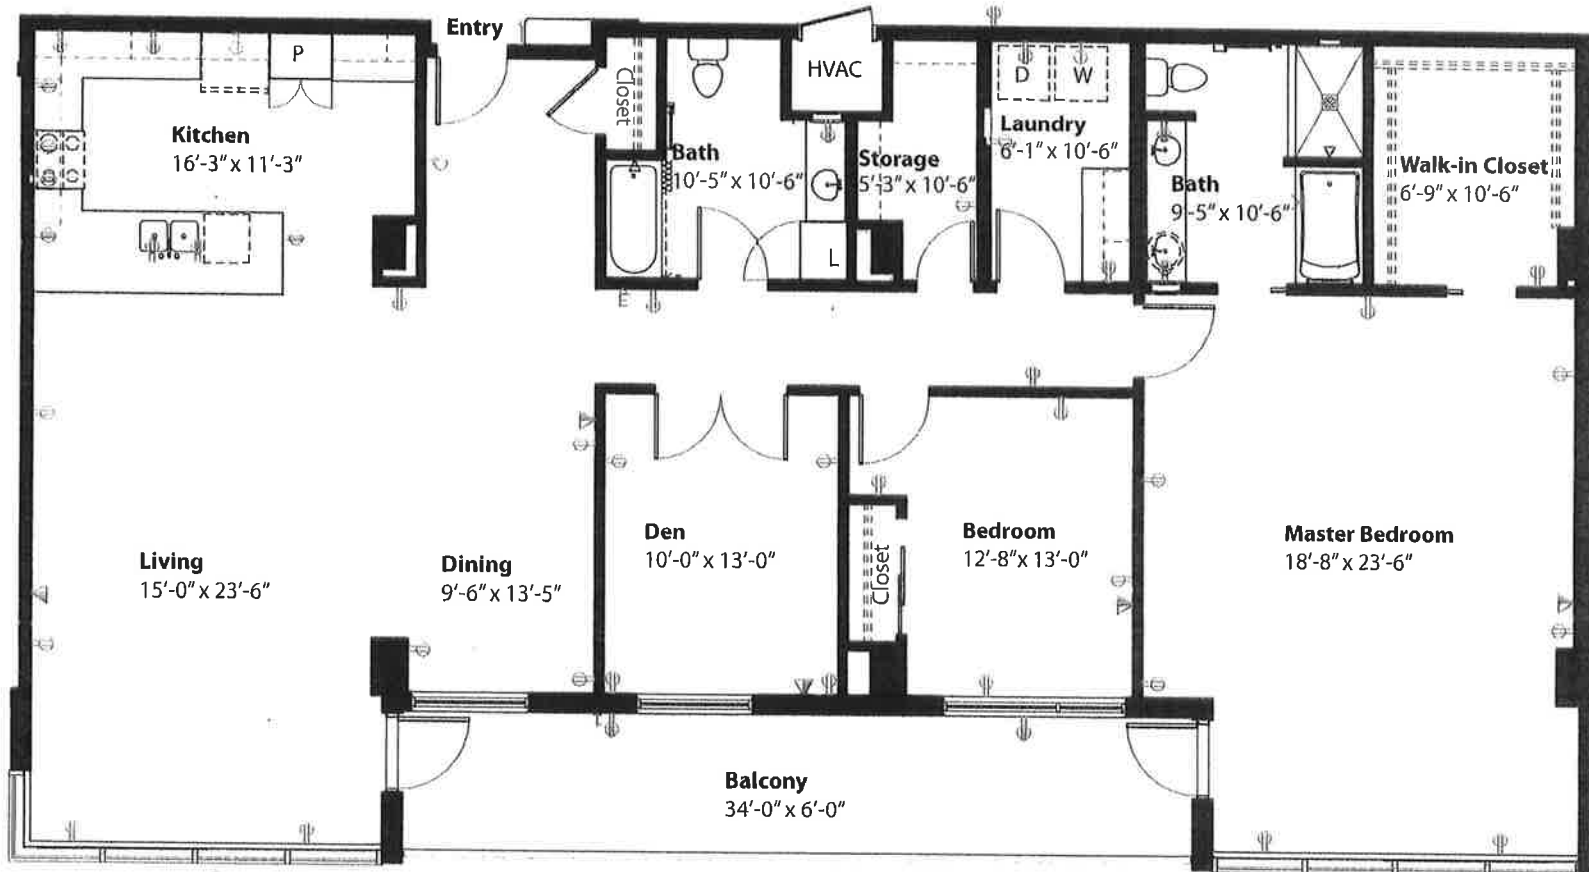 Entry
P
Closet
HVAC
D
W
Kitchen
16'-3" x 11'-3"
Bath
10'-5" x 10'-6"
Storage
5'-3" x 10'-6"
Laundry
6'-1" x 10'-6"
Bath
9'-5" x 10'-6"
Walk-in Closet
6'-9" x 10'-6"
L
Living
15'-0" x 23'-6"
Dining
9'-6" x 13'-5"
Den
10'-0" x 13'-0"
Closet
Bedroom
12'-8" x 13'-0"
Master Bedroom
18'-8" x 23'-6"
Balcony
34'-0" x 6'-0"